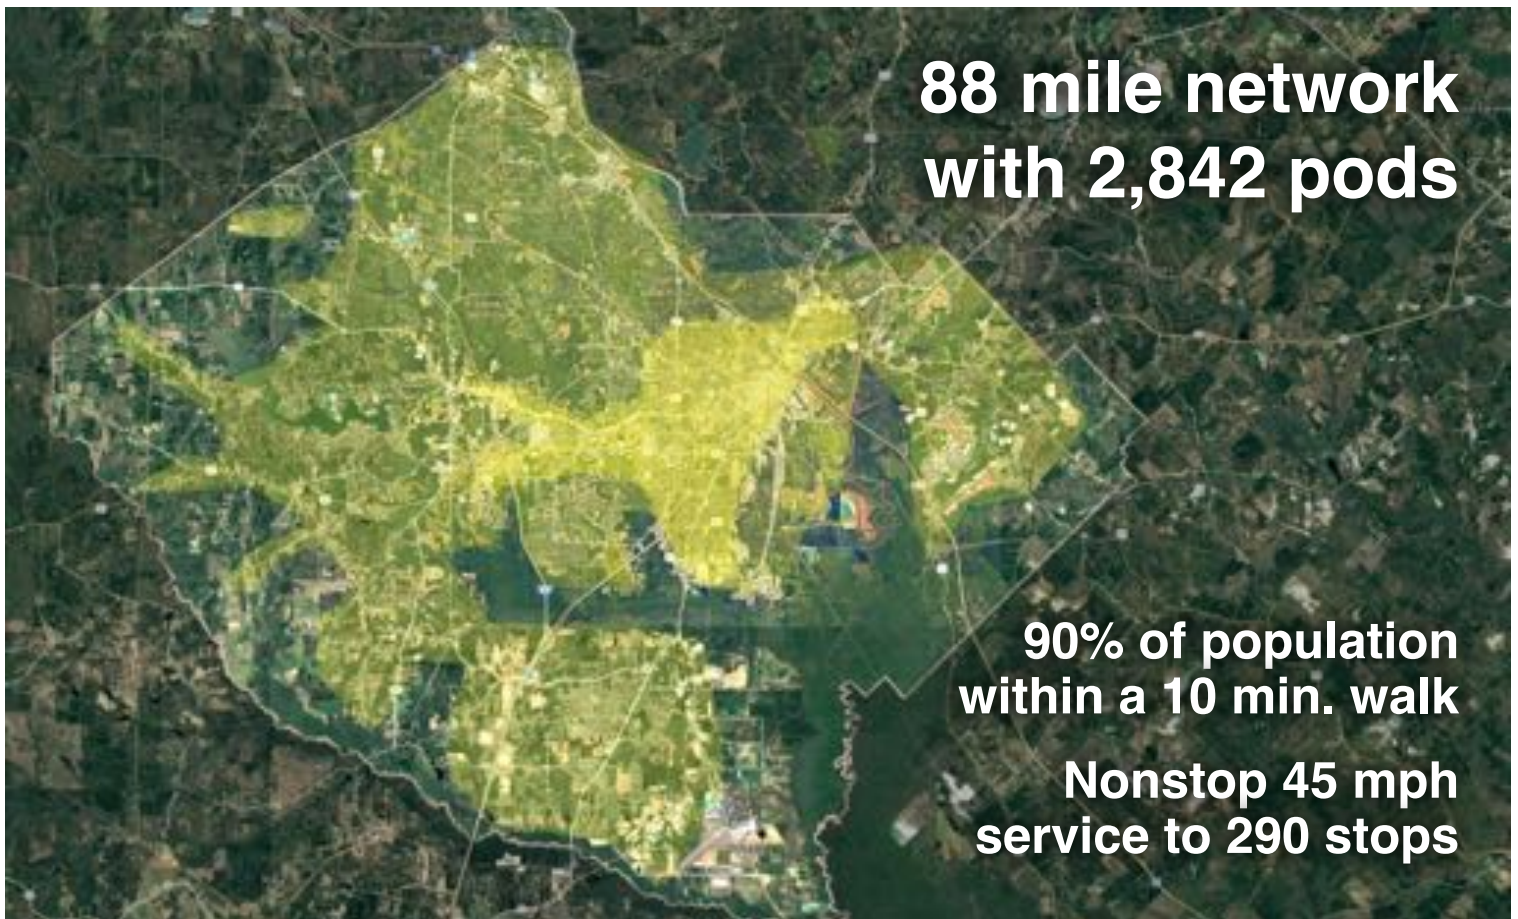 88 mile network
with 2,842 pods
90% of population
within a 10 min. walk
Nonstop 45 mph
service to 290 stops